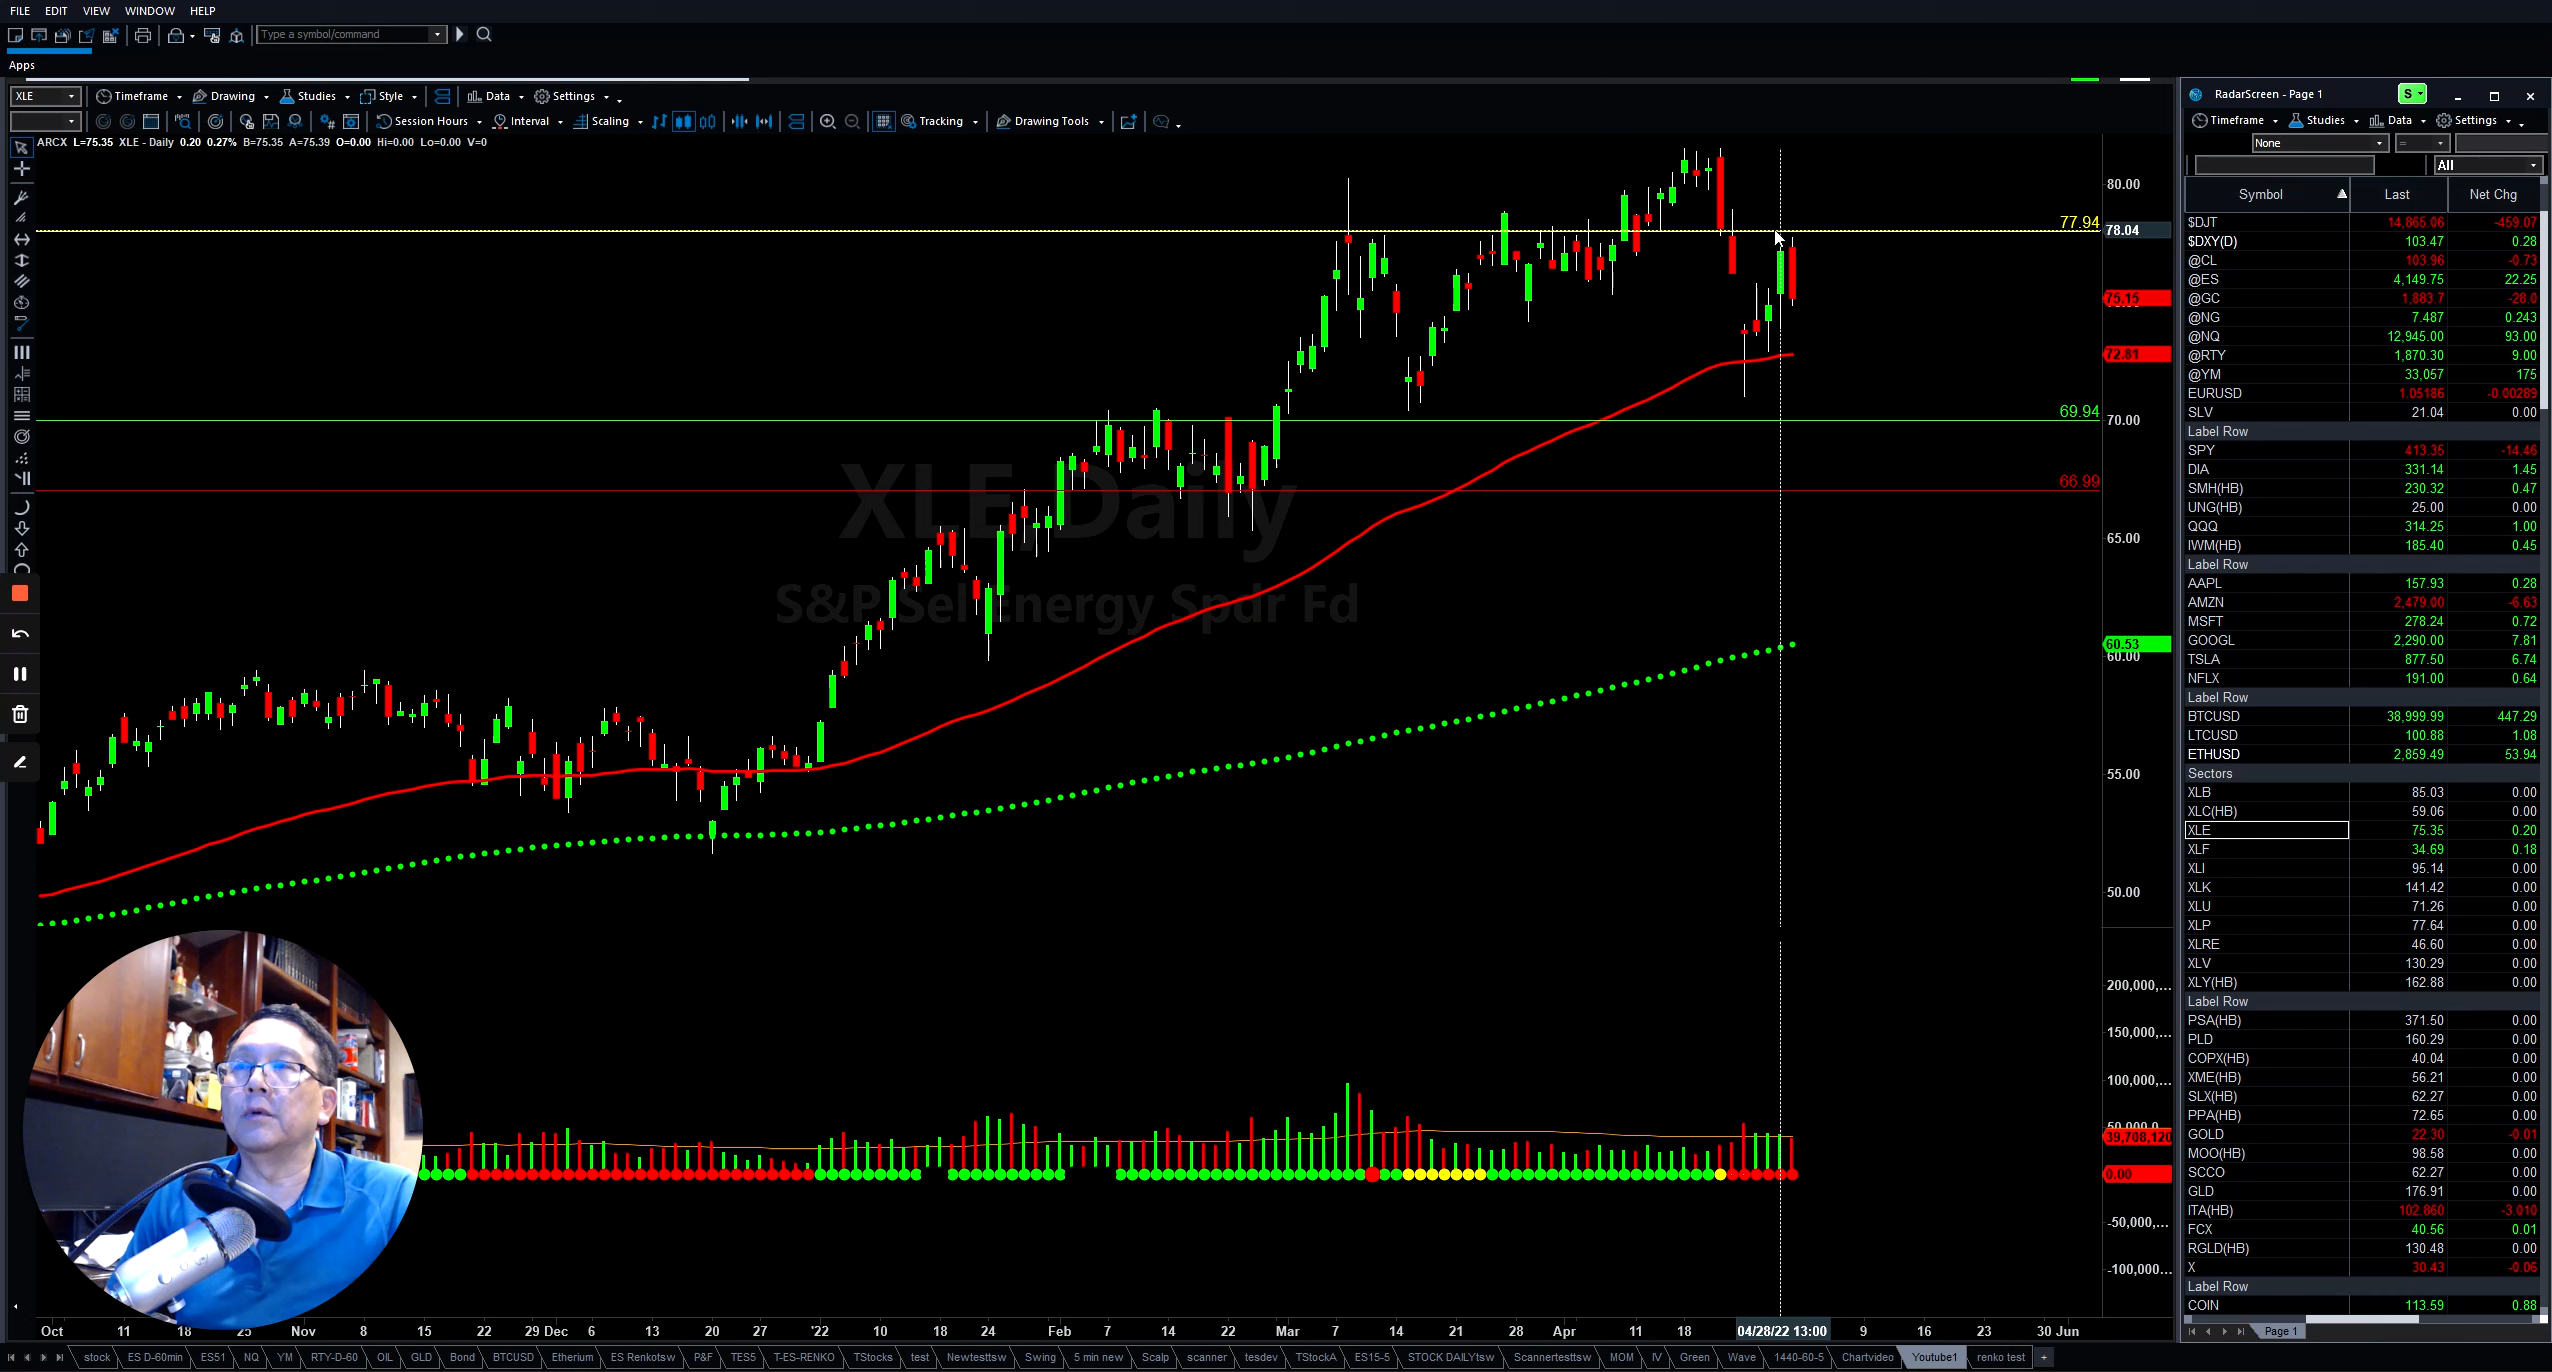 FILE EDIT VIEW WINDOW HELP
Type a symbol/command
Apps
XLE Timeframe Drawing Studies Style Data Settings
Session Hours Interval Scaling Tracking Drawing Tools
ARCX L=75.35 XLE - Daily 0.20 0.27% B=75.35 A=75.39 O=0.00 Hi=0.00 Lo=0.00 V=0
XLE,Daily
S&P Sel Energy Spdr Fd
77.94
69.94
66.99
80.00
78.04
75.15
72.81
70.00
65.00
60.53
60.00
55.00
50.00
200,000,...
150,000,...
100,000,...
39,708,120
0.00
-50,000,...
-100,000,...
Oct 11 18 25 Nov 8 15 22 29 Dec 6 13 20 27 '22 10 18 24 Feb 7 14 22 Mar 7 14 21 28 Apr 11 18 04/28/22 13:00 9 16 23 30 Jun
stock ES D-60min ES51 NQ YM RTY-D-60 OIL GLD Bond BTCUSD Etherium ES Renkotsw P&F TES5 T-ES-RENKO TStocks test Newtesttsw Swing 5 min new Scalp scanner tesdev TStockA ES15-5 STOCK DAILYtsw Scannertesttsw MOM IV Green Wave 1440-60-5 Chartvideo Youtube1 renko test +
RadarScreen - Page 1 S
Timeframe Studies Data Settings
None =
All
Symbol Last Net Chg
$DJT 14,865.06 -459.07
$DXY(D) 103.47 0.28
@CL 103.96 -0.73
@ES 4,149.75 22.25
@GC 1,883.7 -28.0
@NG 7.487 0.243
@NQ 12,945.00 93.00
@RTY 1,870.30 9.00
@YM 33,057 175
EURUSD 1.05186 -0.00289
SLV 21.04 0.00
Label Row
SPY 413.35 -14.46
DIA 331.14 1.45
SMH(HB) 230.32 0.47
UNG(HB) 25.00 0.00
QQQ 314.25 1.00
IWM(HB) 185.40 0.45
Label Row
AAPL 157.93 0.28
AMZN 2,479.00 -6.63
MSFT 278.24 0.72
GOOGL 2,290.00 7.81
TSLA 877.50 6.74
NFLX 191.00 0.64
Label Row
BTCUSD 38,999.99 447.29
LTCUSD 100.88 1.08
ETHUSD 2,859.49 53.94
Sectors
XLB 85.03 0.00
XLC(HB) 59.06 0.00
XLE 75.35 0.20
XLF 34.69 0.18
XLI 95.14 0.00
XLK 141.42 0.00
XLU 71.26 0.00
XLP 77.64 0.00
XLRE 46.60 0.00
XLV 130.29 0.00
XLY(HB) 162.88 0.00
Label Row
PSA(HB) 371.50 0.00
PLD 160.29 0.00
COPX(HB) 40.04 0.00
XME(HB) 56.21 0.00
SLX(HB) 62.27 0.00
PPA(HB) 72.65 0.00
GOLD 22.30 -0.01
MOO(HB) 98.58 0.00
SCCO 62.27 0.00
GLD 176.91 0.00
ITA(HB) 102.860 -3.010
FCX 40.56 0.01
RGLD(HB) 130.48 0.00
X 30.43 -0.06
Label Row
COIN 113.59 0.88
Page 1